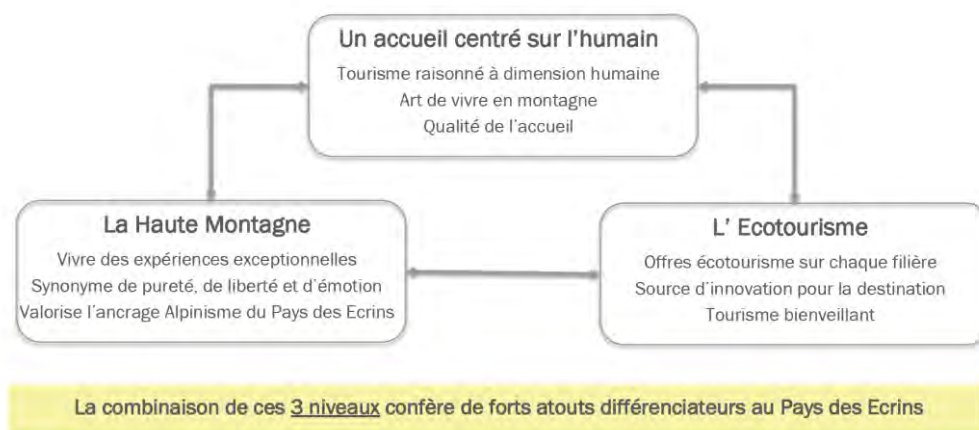 Un accueil centré sur l'humain
Tourisme raisonné à dimension humaine
Art de vivre en montagne
Qualité de l'accueil
La Haute Montagne
Vivre des expériences exceptionnelles
Synonyme de pureté, de liberté et d'émotion
Valorise l'ancrage Alpinisme du Pays des Ecrins
L' Ecotourisme
Offres écotourisme sur chaque filière
Source d'innovation pour la destination
Tourisme bienveillant
La combinaison de ces 3 niveaux confère de forts atouts différenciateurs au Pays des Ecrins